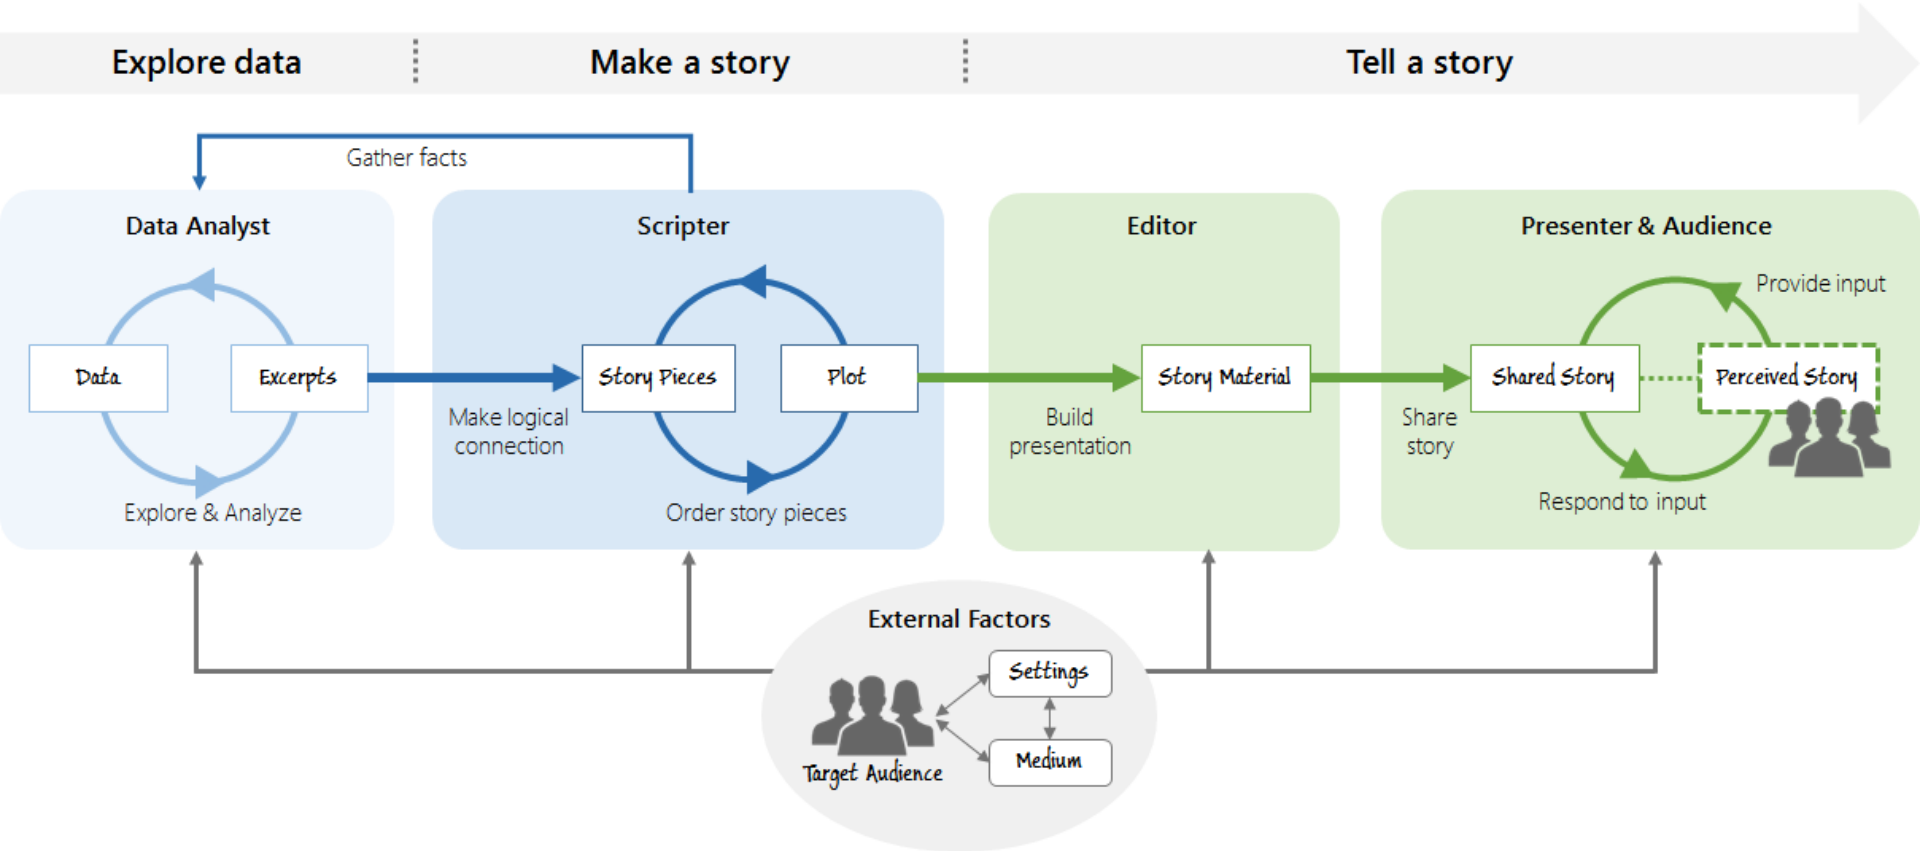 Explore data
Make a story
Tell a story
Gather facts
Data Analyst
Scripter
Editor
Presenter & Audience
Provide input
Data
Excerpts
Story Pieces
Plot
Story Material
Shared Story
Perceived Story
Make logical
connection
Build
presentation
Share
story
Explore & Analyze
Order story pieces
Respond to input
External Factors
Settings
Medium
Target Audience